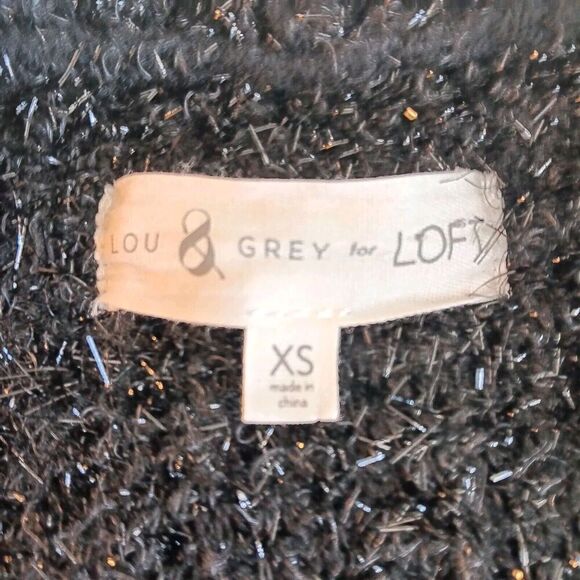 LOU & GREY for LOFT
XS
made in
china